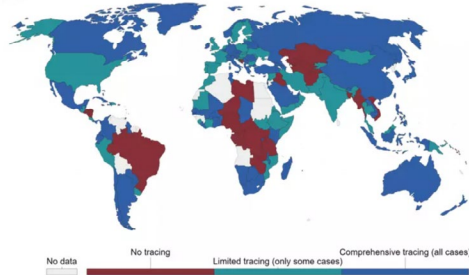 No data
No tracing
Limited tracing (only some cases)
Comprehensive tracing (all cases)